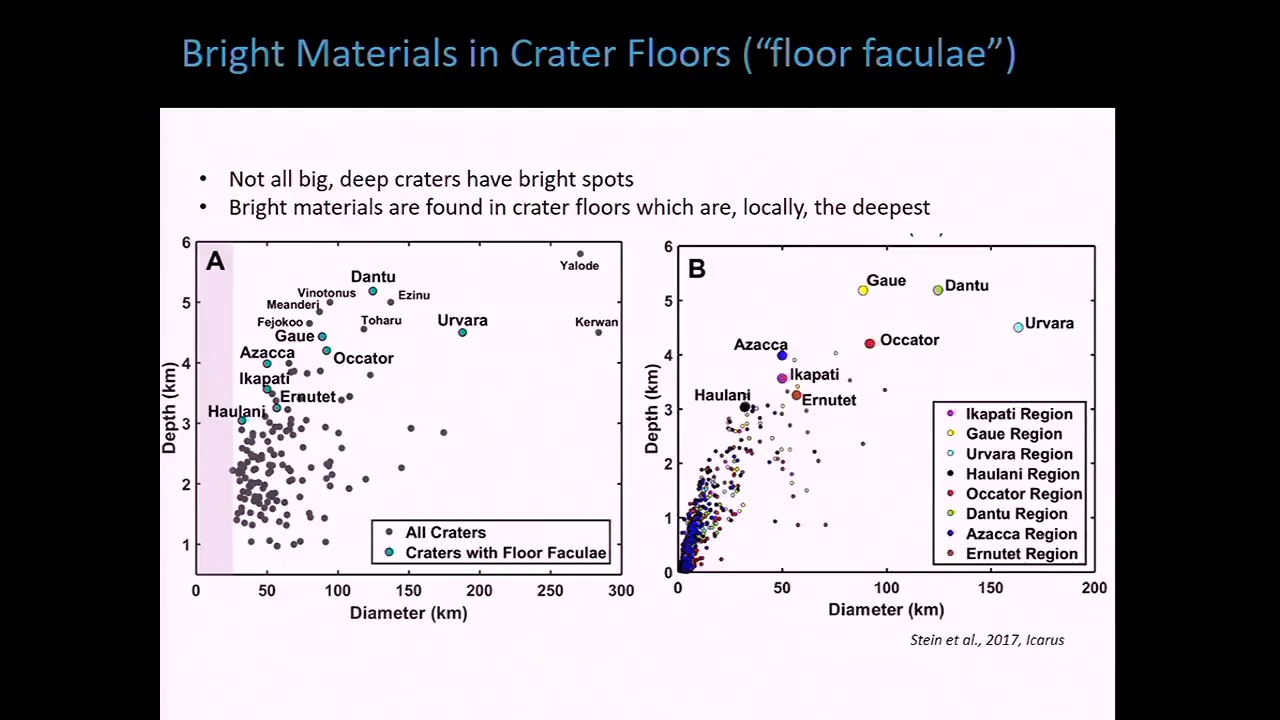 Bright Materials in Crater Floors (“floor faculae”)
• Not all big, deep craters have bright spots
• Bright materials are found in crater floors which are, locally, the deepest
A
6
5
4
3
2
1
Depth (km)
0
50
100
150
200
250
300
Diameter (km)
Yalode
Dantu
Vinotonus
Ezinu
Meanderi
Fejokoo
Toharu
Urvara
Kerwan
Gaue
Azacca
Occator
Ikapati
Ernutet
Haulani
All Craters
Craters with Floor Faculae
B
6
5
4
3
2
1
0
Depth (km)
0
50
100
150
200
Diameter (km)
Gaue
Dantu
Urvara
Occator
Azacca
Ikapati
Haulani
Ernutet
Ikapati Region
Gaue Region
Urvara Region
Haulani Region
Occator Region
Dantu Region
Azacca Region
Ernutet Region
Stein et al., 2017, Icarus